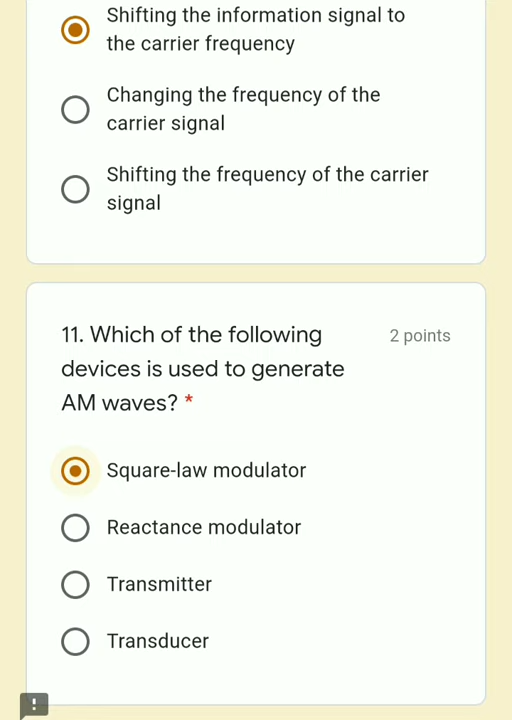 Shifting the information signal to
the carrier frequency
Changing the frequency of the
carrier signal
Shifting the frequency of the carrier
signal
11. Which of the following
devices is used to generate
AM waves? *
2 points
Square-law modulator
Reactance modulator
Transmitter
Transducer